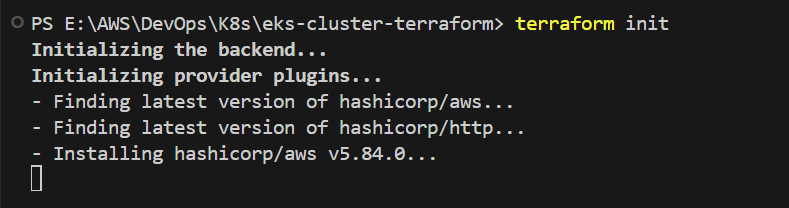 PS E:\AWS\DevOps\K8s\eks-cluster-terraform> terraform init
Initializing the backend...
Initializing provider plugins...
- Finding latest version of hashicorp/aws...
- Finding latest version of hashicorp/http...
- Installing hashicorp/aws v5.84.0...